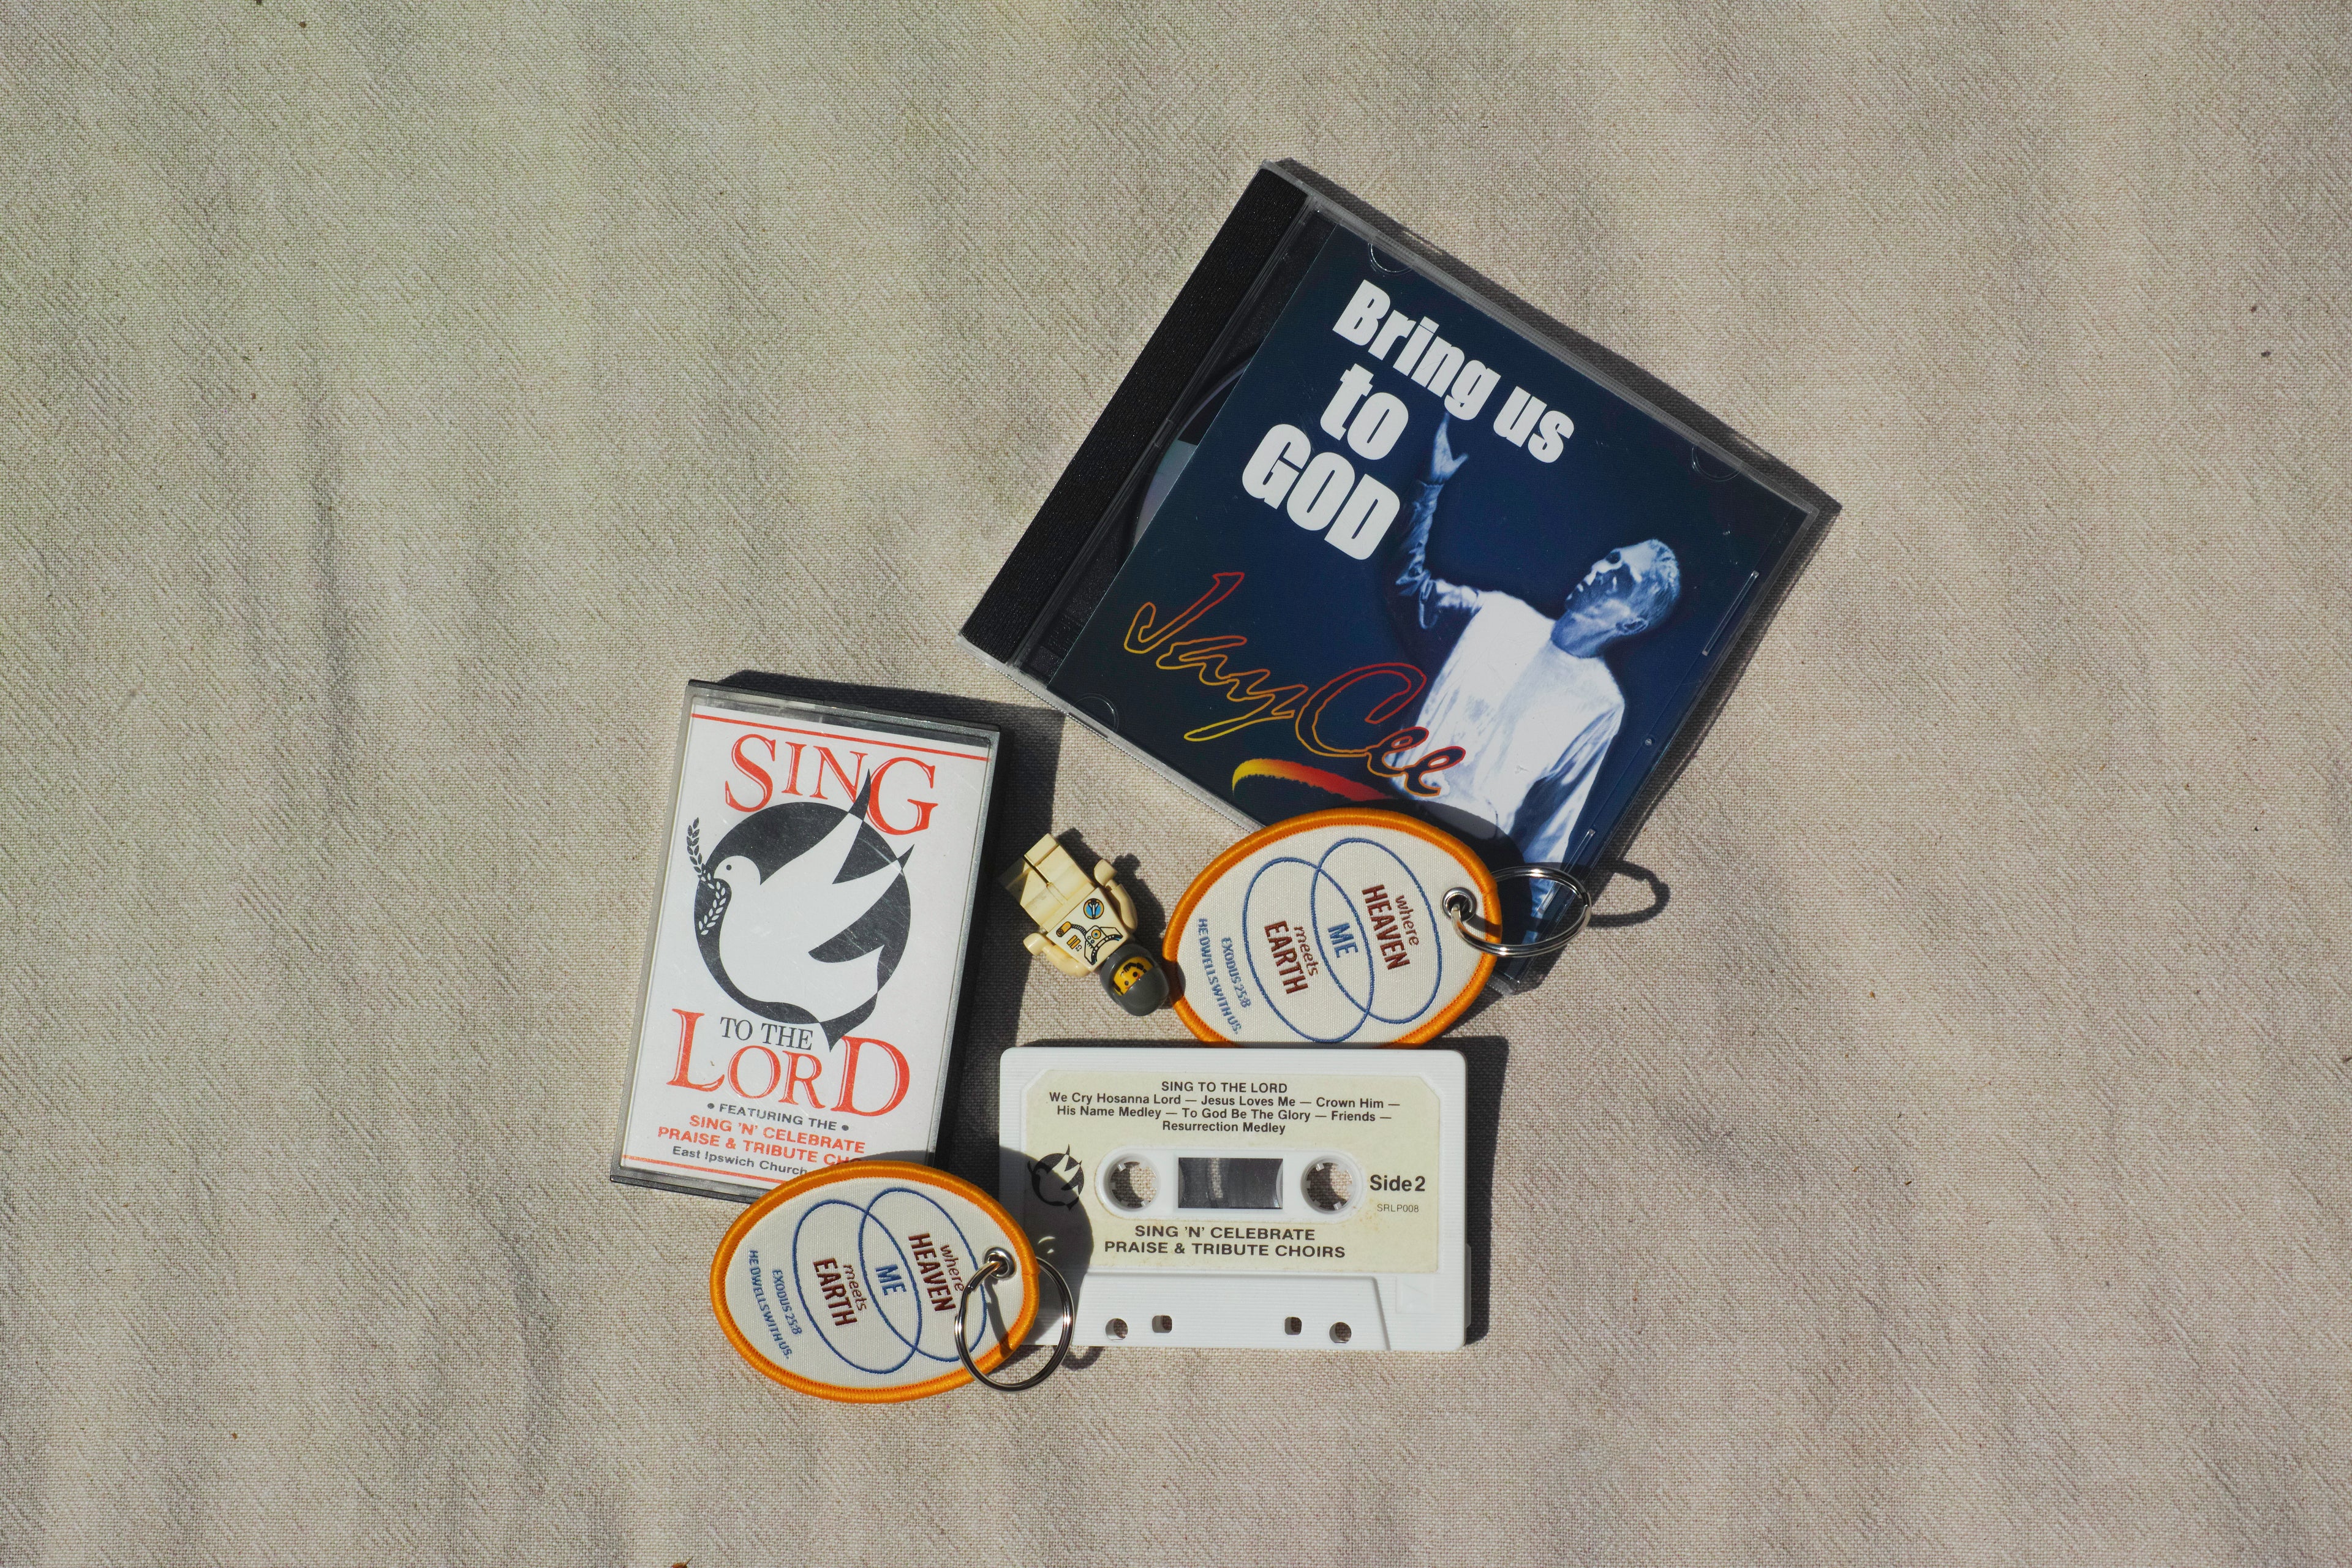 Bring us
to
GOD
JayCee
SING
TO THE
LORD
• FEATURING THE •
SING 'N' CELEBRATE
PRAISE & TRIBUTE
East Ipswich Church
where
HEAVEN
ME
meets
EARTH
EXODUS 25:8
HE DWELLS WITH US.
SING TO THE LORD
We Cry Hosanna Lord — Jesus Loves Me — Crown Him —
His Name Medley — To God Be The Glory — Friends —
Resurrection Medley
Side 2
SRLP008
SING 'N' CELEBRATE
PRAISE & TRIBUTE CHOIRS
where
HEAVEN
ME
meets
EARTH
EXODUS 25:8
HE DWELLS WITH US.